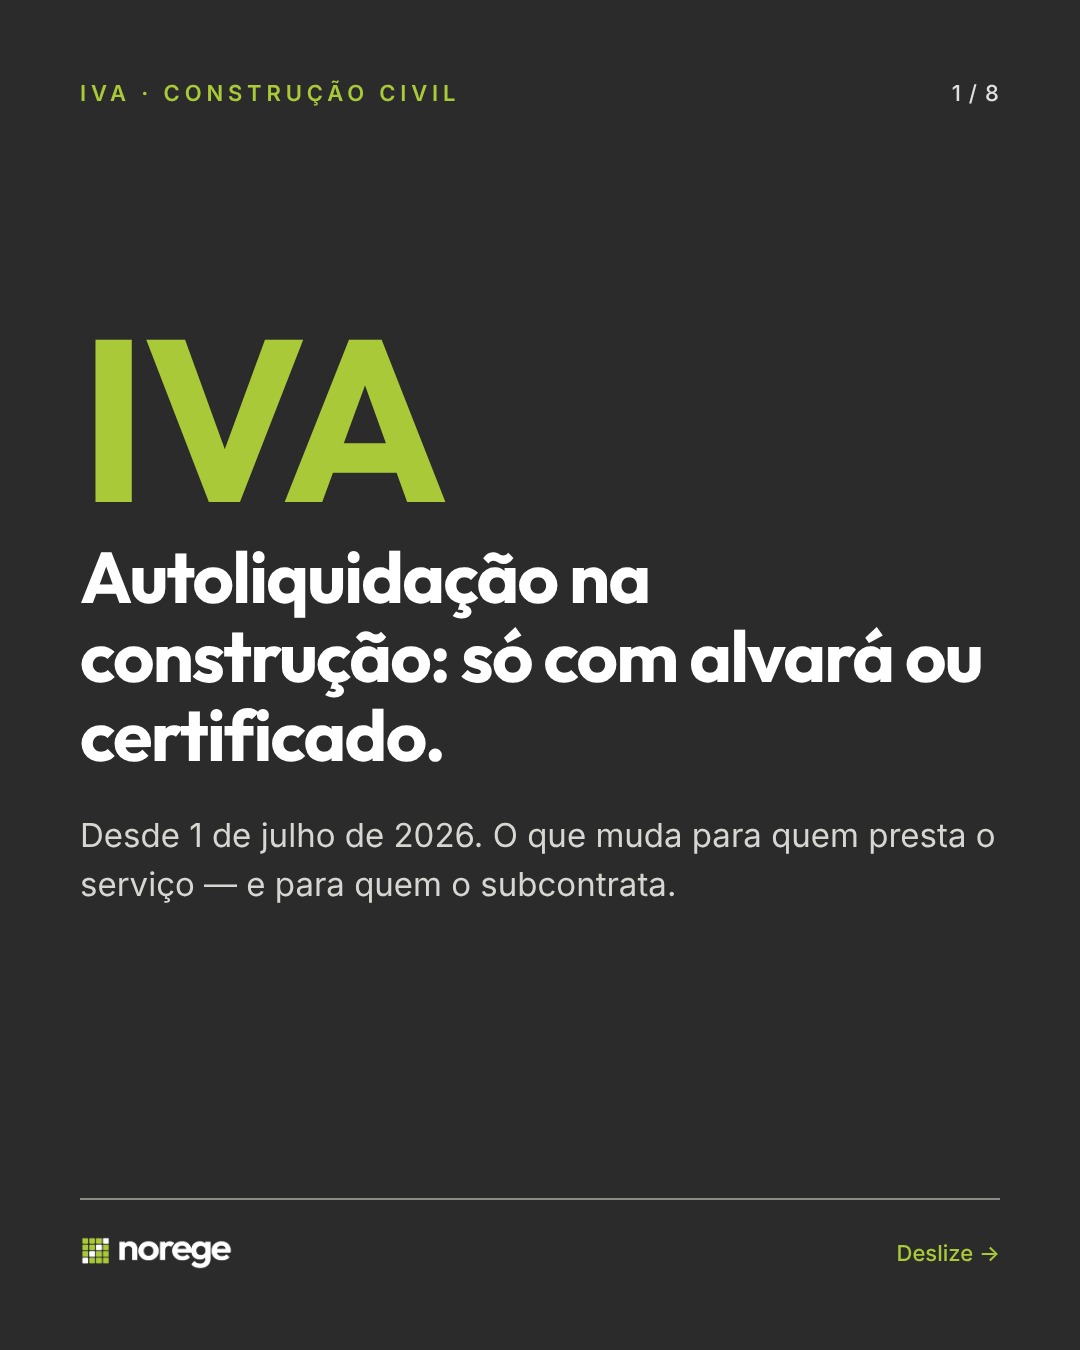 IVA · CONSTRUÇÃO CIVIL
1 / 8
IVA
Autoliquidação na
construção: só com alvará ou
certificado.
Desde 1 de julho de 2026. O que muda para quem presta o
serviço — e para quem o subcontrata.
norege
Deslize →